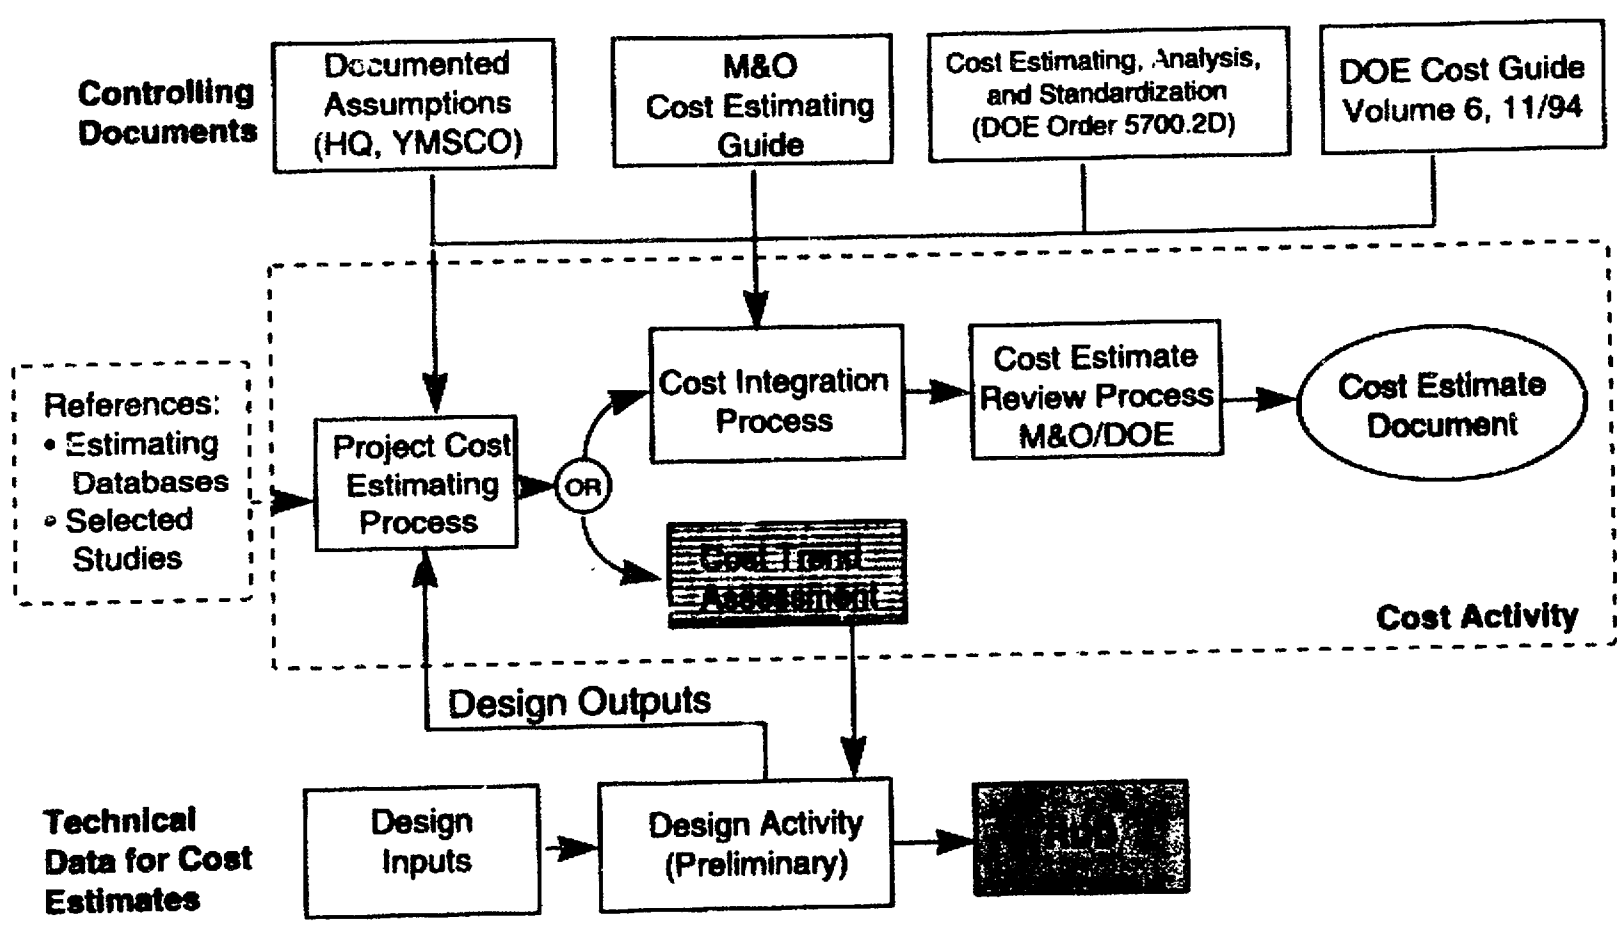 Controlling
Documents
Documented
Assumptions
(HQ, YMSCO)
M&O
Cost Estimating
Guide
Cost Estimating, Analysis,
and Standardization
(DOE Order 5700.2D)
DOE Cost Guide
Volume 6, 11/94
References:
• Estimating
Databases
• Selected
Studies
Project Cost
Estimating
Process
OR
Cost Integration
Process
Cost Estimate
Review Process
M&O/DOE
Cost Estimate
Document
Cost Trend
Assessment
Cost Activity
Design Outputs
Technical
Data for Cost
Estimates
Design
Inputs
Design Activity
(Preliminary)